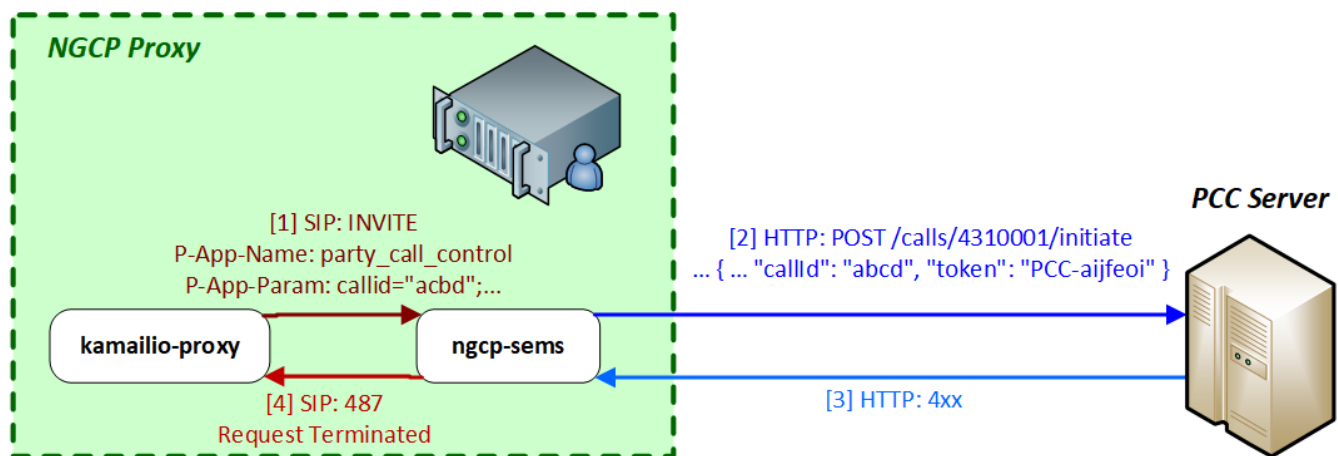 NGCP Proxy
PCC Server
[1] SIP: INVITE
P-App-Name: party_call_control
P-App-Param: callid="acbd";...
[2] HTTP: POST /calls/4310001/initiate
... { ... "callId": "abcd", "token": "PCC-aijfeoi" }
kamailio-proxy
ngcp-sems
[3] HTTP: 4xx
[4] SIP: 487
Request Terminated